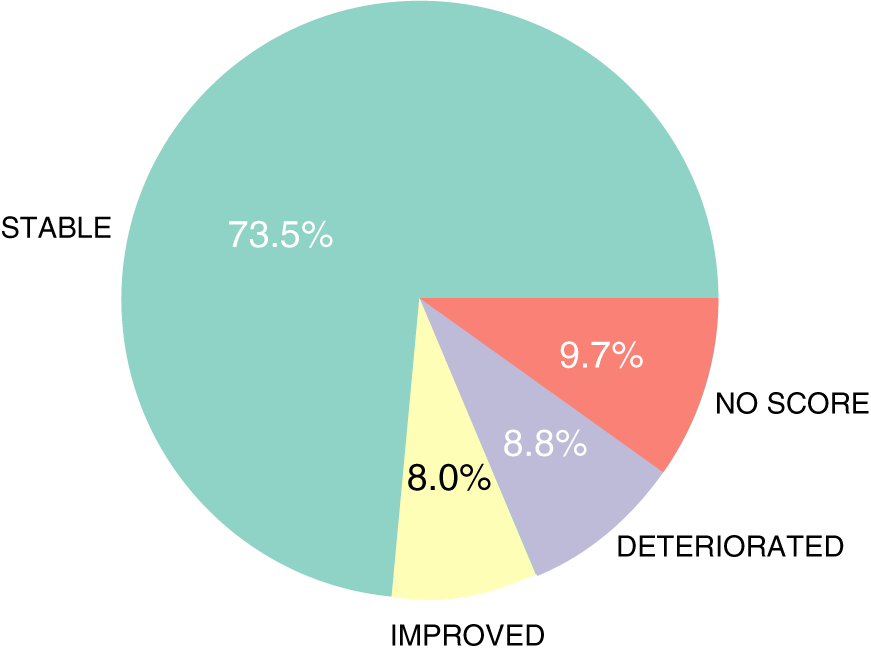 STABLE
73.5%
9.7%
NO SCORE
8.8%
8.0%
DETERIORATED
IMPROVED